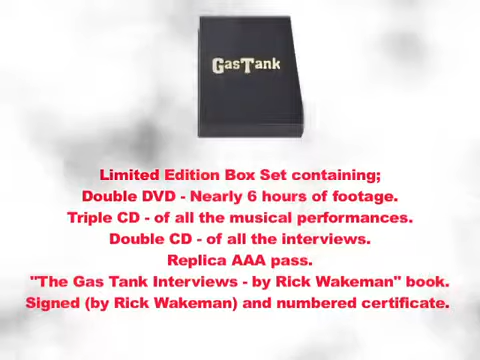 GasTank
Limited Edition Box Set containing;
Double DVD - Nearly 6 hours of footage.
Triple CD - of all the musical performances.
Double CD - of all the interviews.
Replica AAA pass.
"The Gas Tank Interviews - by Rick Wakeman" book.
Signed (by Rick Wakeman) and numbered certificate.